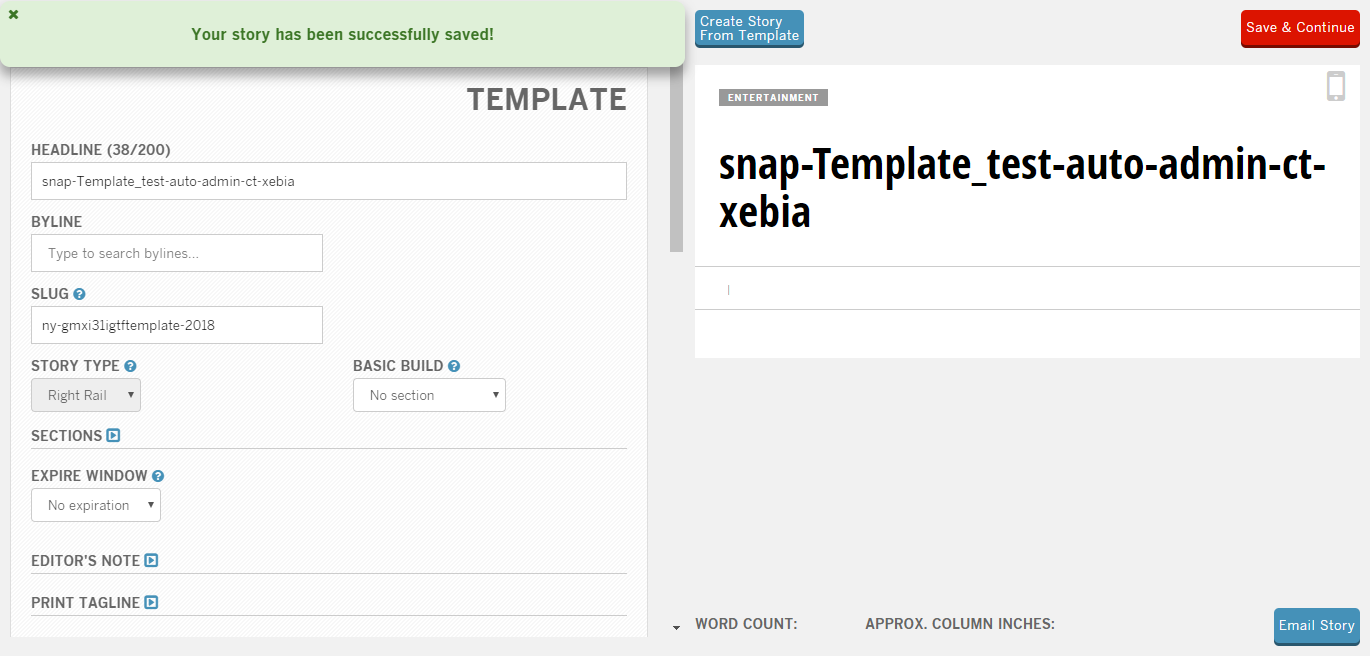 Your story has been successfully saved!
Create Story
From Template
Save & Continue
TEMPLATE
HEADLINE (38/200)
snap-Template_test-auto-admin-ct-xebia
BYLINE
Type to search bylines...
SLUG
ny-gmxi31igtftemplate-2018
STORY TYPE
BASIC BUILD
Right Rail
No section
SECTIONS
EXPIRE WINDOW
No expiration
EDITOR'S NOTE
PRINT TAGLINE
ENTERTAINMENT
snap-Template_test-auto-admin-ct-
xebia
|
WORD COUNT:
APPROX. COLUMN INCHES:
Email Story